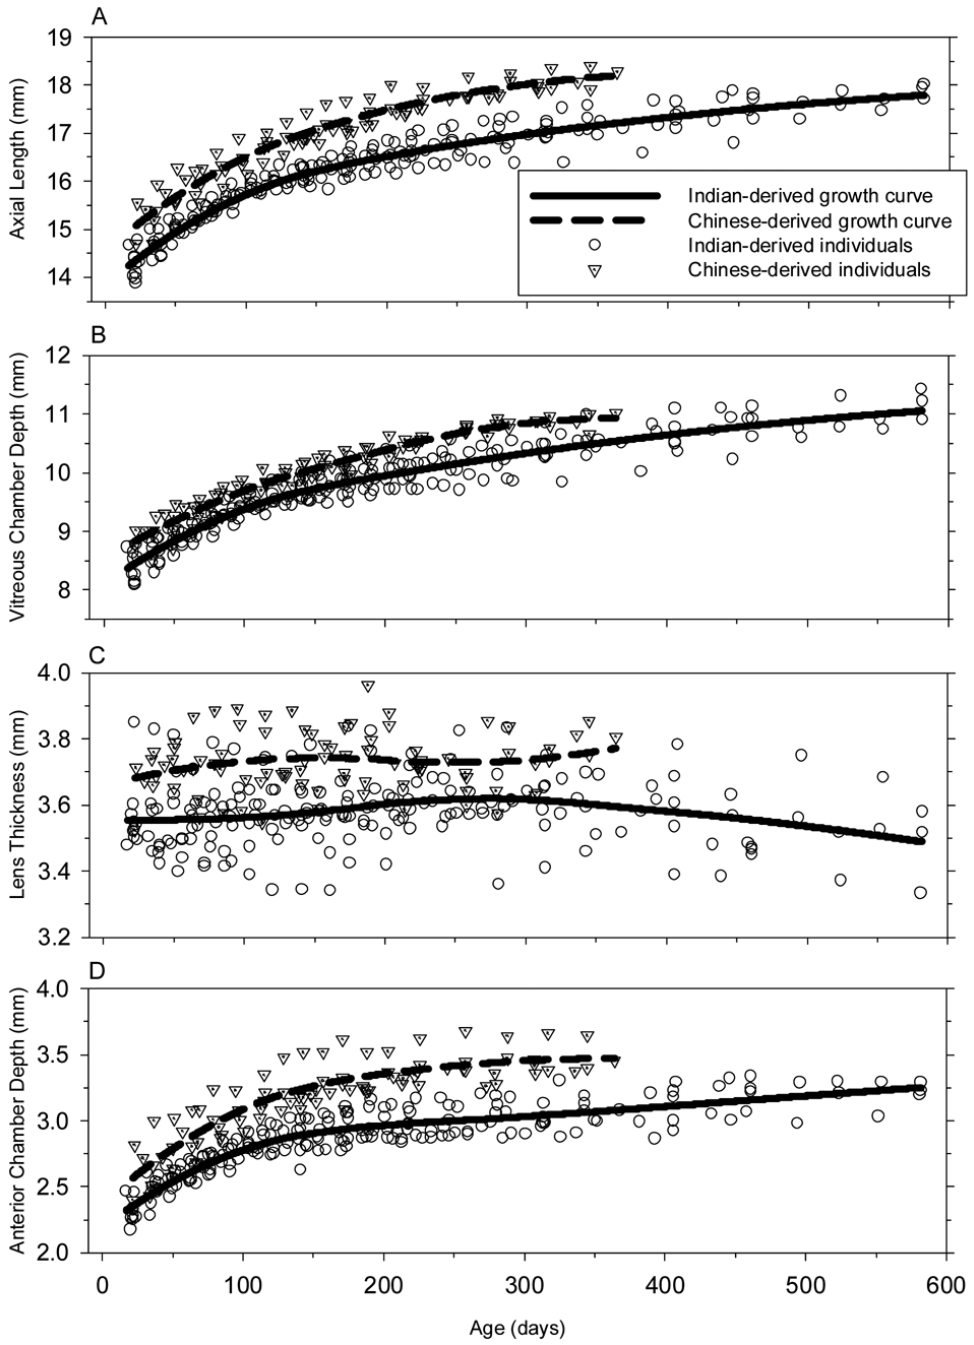 A
19
18
17
16
15
14
Axial Length (mm)
Indian-derived growth curve
Chinese-derived growth curve
Indian-derived individuals
Chinese-derived individuals
B
12
11
10
9
8
Vitreous Chamber Depth (mm)
C
4.0
3.8
3.6
3.4
3.2
Lens Thickness (mm)
D
4.0
3.5
3.0
2.5
2.0
Anterior Chamber Depth (mm)
0 100 200 300 400 500 600
Age (days)